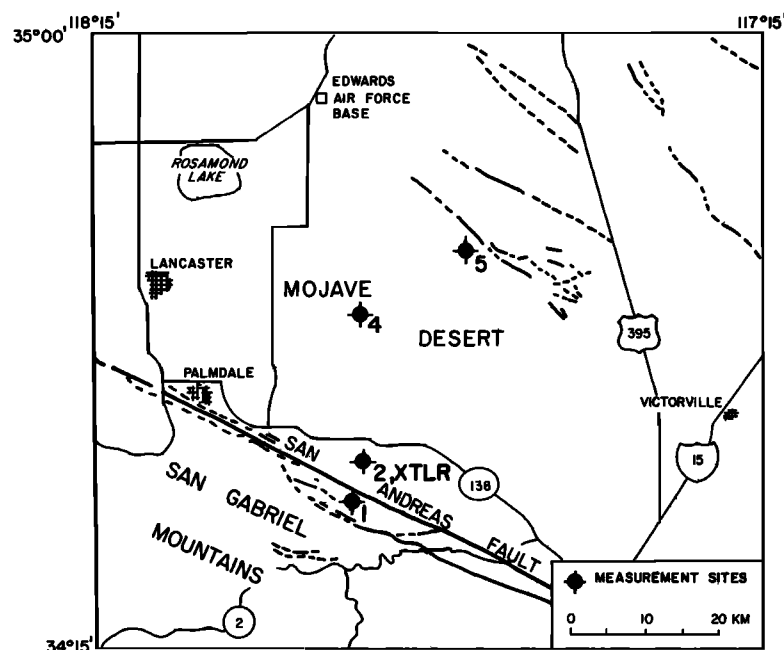 118°15'
117°15'
35°00'
EDWARDS
AIR FORCE
BASE
ROSAMOND
LAKE
LANCASTER
5
MOJAVE
4
DESERT
395
PALMDALE
VICTORVILLE
SAN
2,XTLR
138
15
ANDREAS
1
FAULT
SAN GABRIEL
MOUNTAINS
2
MEASUREMENT SITES
0 10 20 KM
34°15'